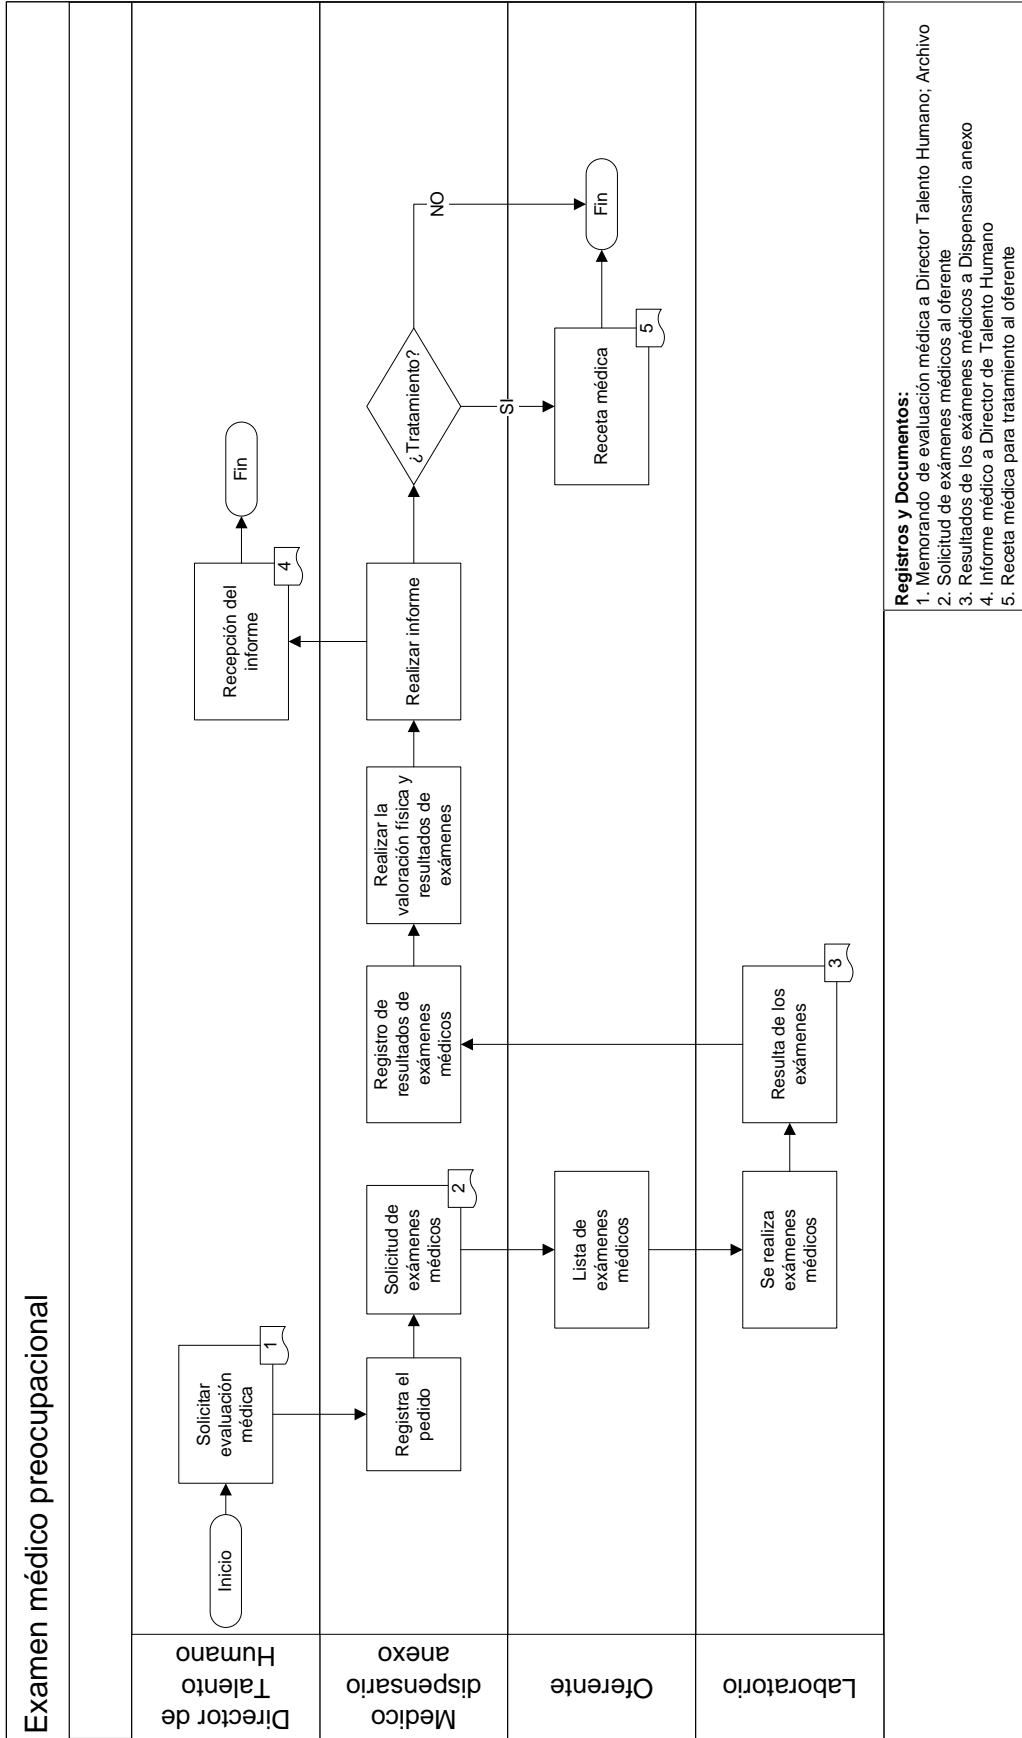 Examen médico preocupacional
Director de
Talento
Humano
Inicio
Solicitar
evaluación
médica
1
Recepción del
informe
4
Fin
Medico
dispensario
anexo
Registra el
pedido
Solicitud de
exámenes
médicos
2
Registro de
resultados de
exámenes
médicos
Realizar la
valoración física y
resultados de
exámenes
Realizar informe
¿Tratamiento?
NO
SI
Oferente
Lista de
exámenes
médicos
Receta médica
5
Fin
Laboratorio
Se realiza
exámenes
médicos
Resulta de los
exámenes
3
Registros y Documentos:
1. Memorando de evaluación médica a Director Talento Humano; Archivo
2. Solicitud de exámenes médicos al oferente
3. Resultados de los exámenes médicos a Dispensario anexo
4. Informe médico a Director de Talento Humano
5. Receta médica para tratamiento al oferente